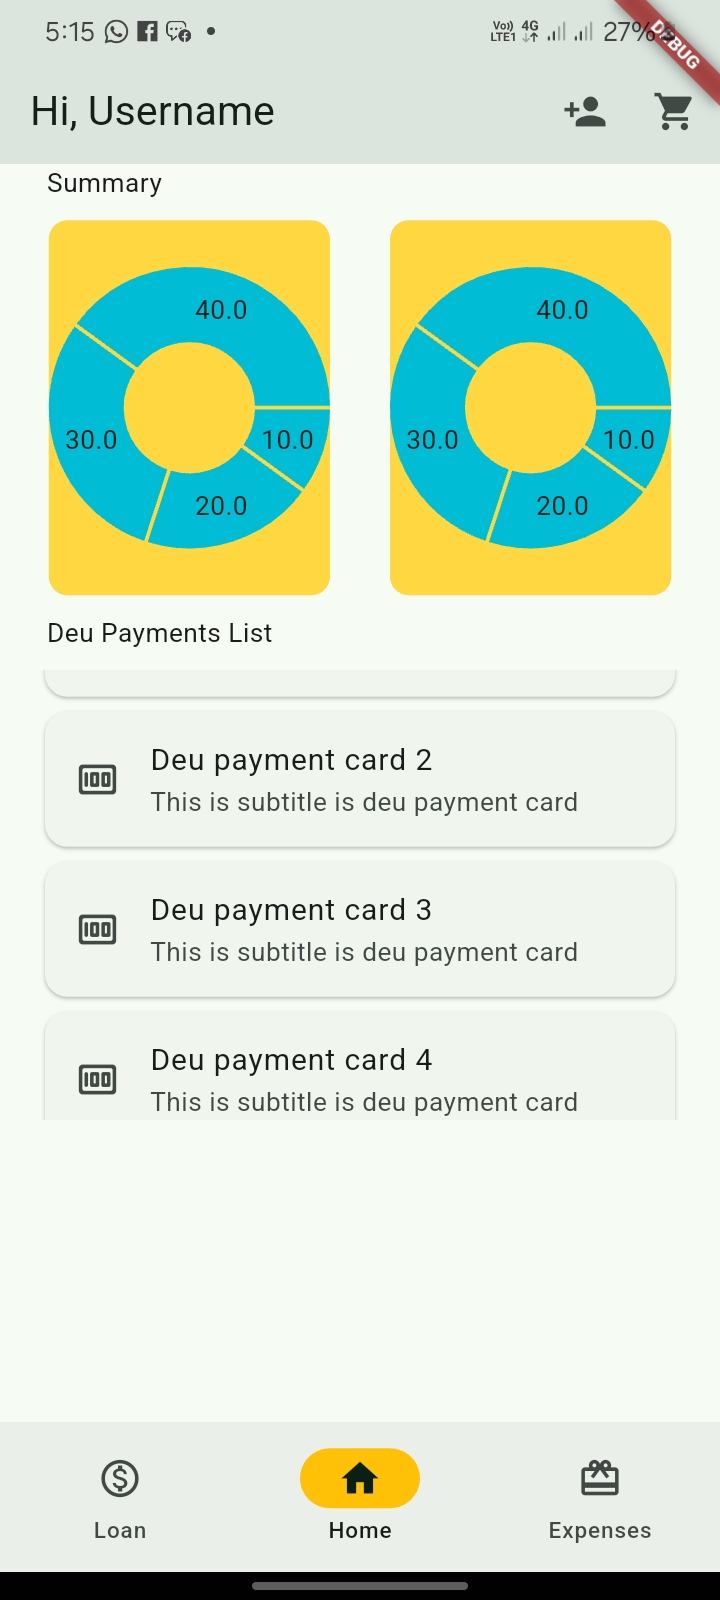 5:15
Vo)) LTE1 4G 27%
DEBUG
Hi, Username
Summary
40.0
30.0
10.0
20.0
40.0
30.0
10.0
20.0
Deu Payments List
100
Deu payment card 2
This is subtitle is deu payment card
100
Deu payment card 3
This is subtitle is deu payment card
100
Deu payment card 4
This is subtitle is deu payment card
Loan
Home
Expenses